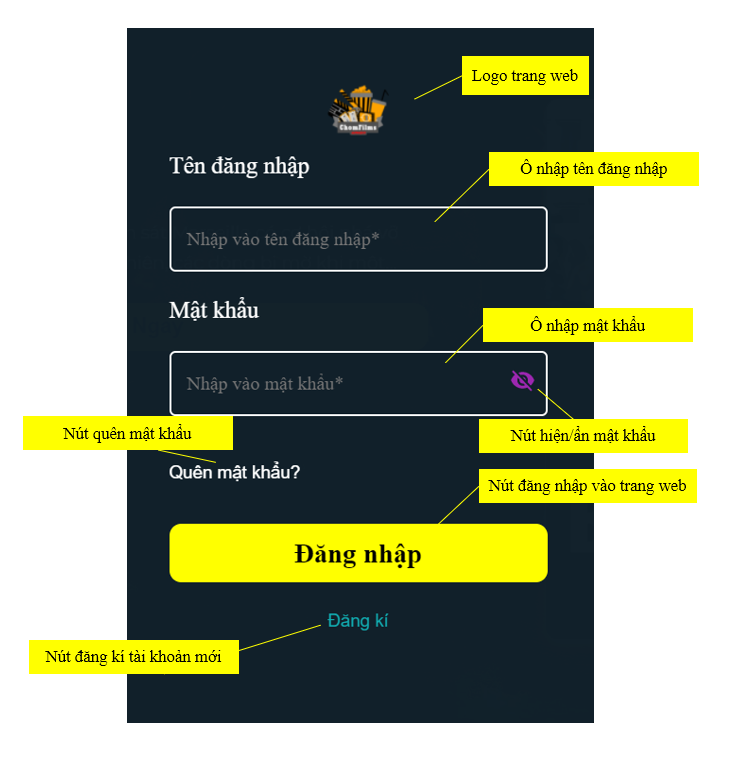 Logo trang web
ChemFilms
Tên đăng nhập
Ô nhập tên đăng nhập
Nhập vào tên đăng nhập*
Mật khẩu
Ô nhập mật khẩu
Nhập vào mật khẩu*
Nút quên mật khẩu
Nút hiện/ẩn mật khẩu
Quên mật khẩu?
Nút đăng nhập vào trang web
Đăng nhập
Đăng kí
Nút đăng kí tài khoản mới